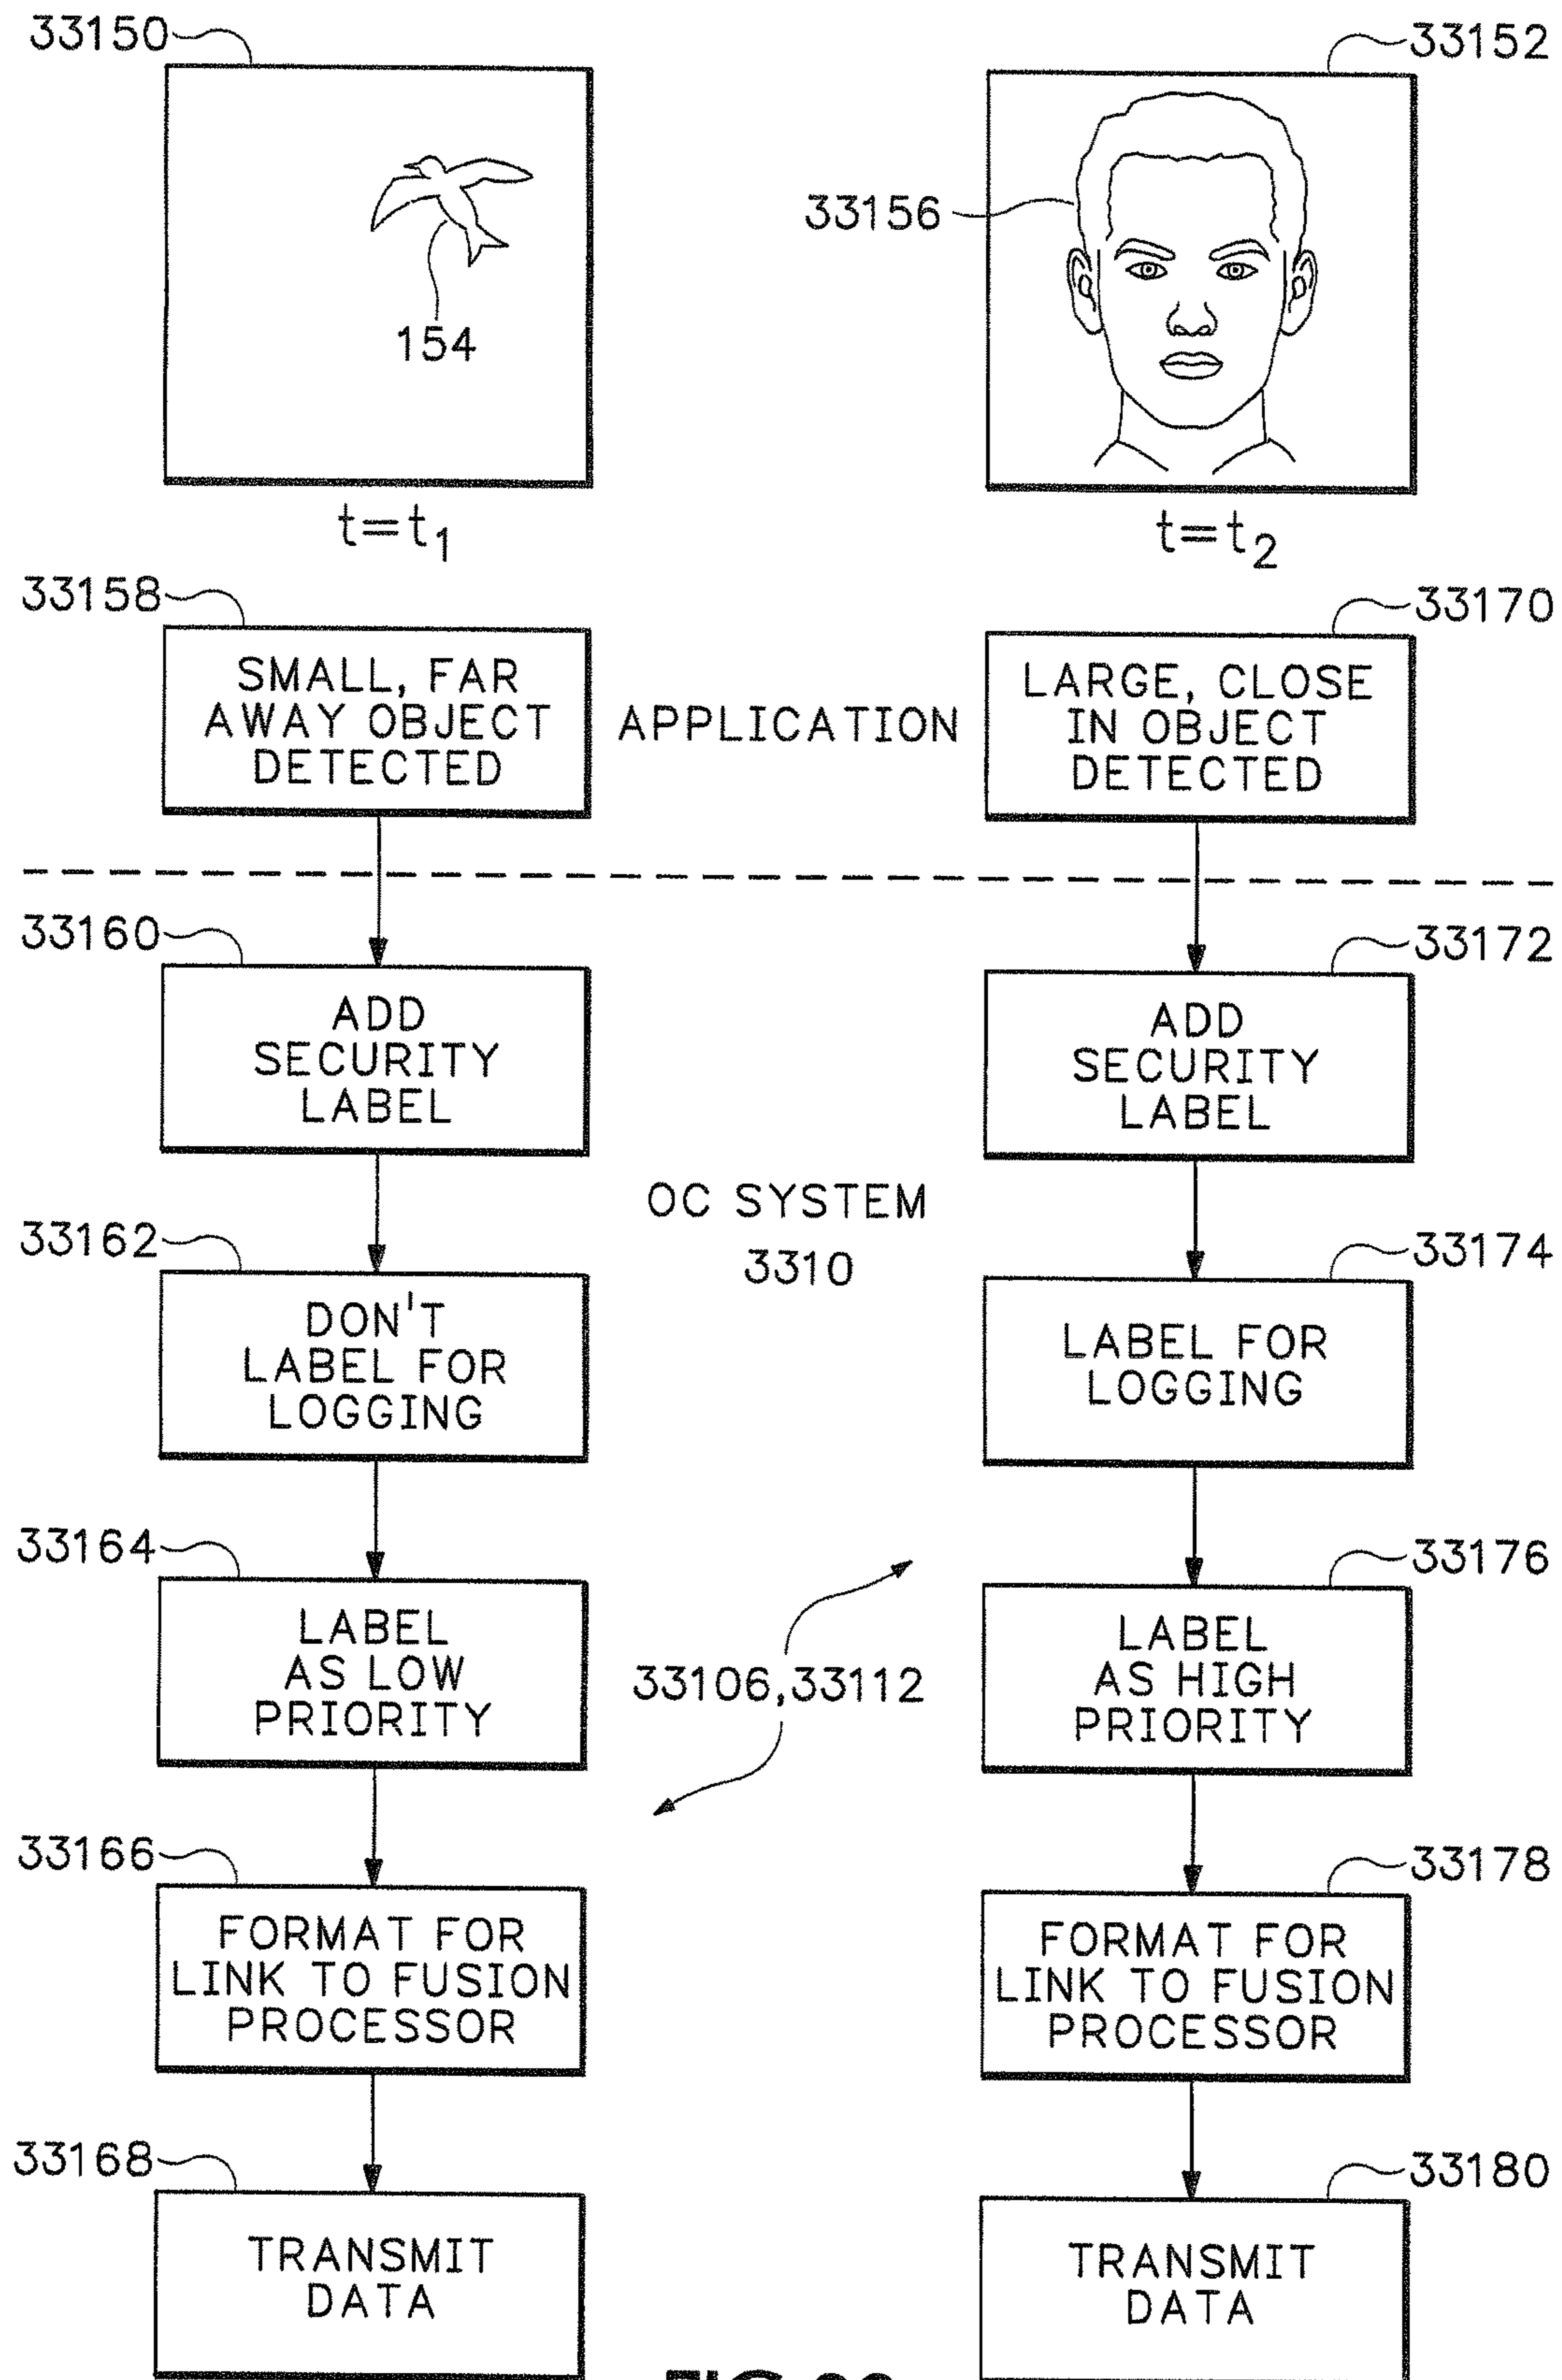 33150
33152
33156
154
t=t1
t=t2
33158
33170
SMALL, FAR
AWAY OBJECT
DETECTED
APPLICATION
LARGE, CLOSE
IN OBJECT
DETECTED
33160
33172
ADD
SECURITY
LABEL
ADD
SECURITY
LABEL
OC SYSTEM
3310
33162
33174
DON'T
LABEL FOR
LOGGING
LABEL FOR
LOGGING
33164
33176
LABEL
AS LOW
PRIORITY
33106,33112
LABEL
AS HIGH
PRIORITY
33166
33178
FORMAT FOR
LINK TO FUSION
PROCESSOR
FORMAT FOR
LINK TO FUSION
PROCESSOR
33168
33180
TRANSMIT
DATA
TRANSMIT
DATA